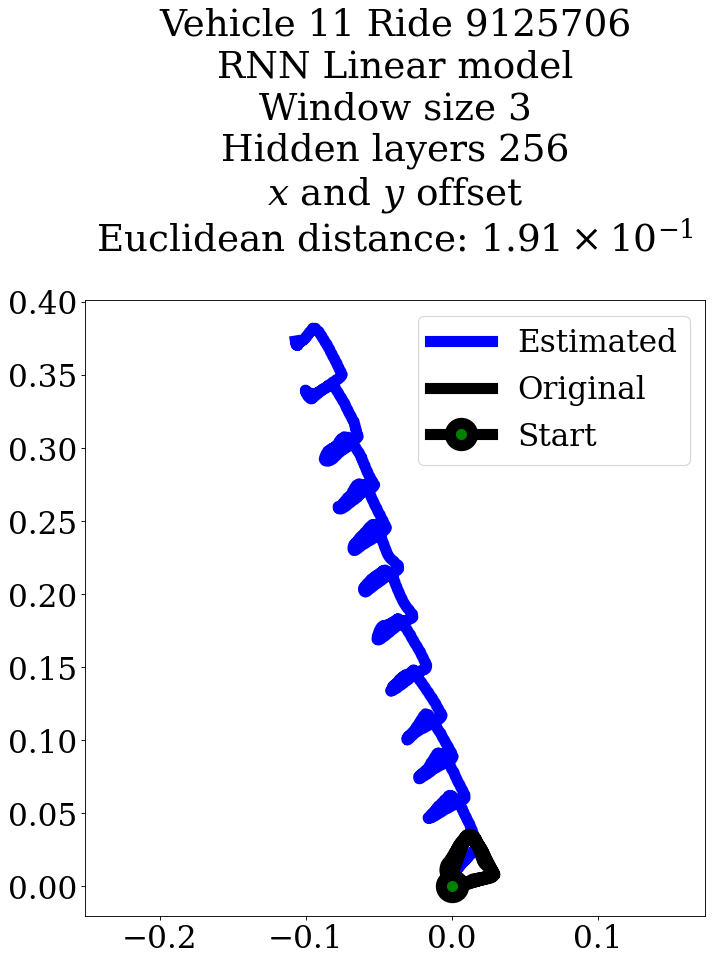 Vehicle 11 Ride 9125706
RNN Linear model
Window size 3
Hidden layers 256
x and y offset
Euclidean distance: 1.91 × 10⁻¹
0.40
0.35
0.30
0.25
0.20
0.15
0.10
0.05
0.00
Estimated
Original
Start
−0.2 −0.1 0.0 0.1